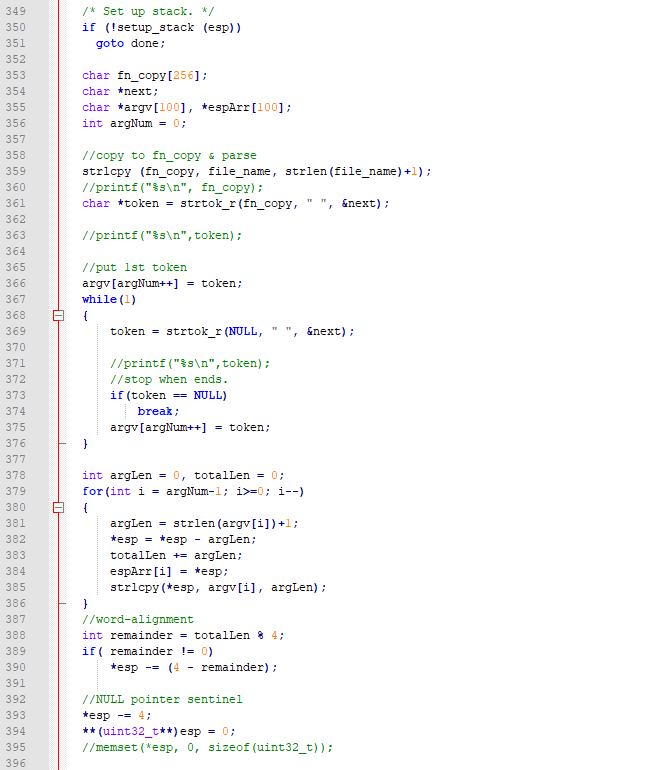 349 /* Set up stack. */
350 if (!setup_stack (esp))
351 goto done;
352
353 char fn_copy[256];
354 char *next;
355 char *argv[100], *espArr[100];
356 int argNum = 0;
357
358 //copy to fn_copy & parse
359 strlcpy (fn_copy, file_name, strlen(file_name)+1);
360 //printf("%s\n", fn_copy);
361 char *token = strtok_r(fn_copy, " ", &next);
362
363 //printf("%s\n",token);
364
365 //put 1st token
366 argv[argNum++] = token;
367 while(1)
368 {
369 token = strtok_r(NULL, " ", &next);
370
371 //printf("%s\n",token);
372 //stop when ends.
373 if(token == NULL)
374 break;
375 argv[argNum++] = token;
376 }
377
378 int argLen = 0, totalLen = 0;
379 for(int i = argNum-1; i>=0; i--)
380 {
381 argLen = strlen(argv[i])+1;
382 *esp = *esp - argLen;
383 totalLen += argLen;
384 espArr[i] = *esp;
385 strlcpy(*esp, argv[i], argLen);
386 }
387 //word-alignment
388 int remainder = totalLen % 4;
389 if( remainder != 0)
390 *esp -= (4 - remainder);
391
392 //NULL pointer sentinel
393 *esp -= 4;
394 **(uint32_t**)esp = 0;
395 //memset(*esp, 0, sizeof(uint32_t));
396